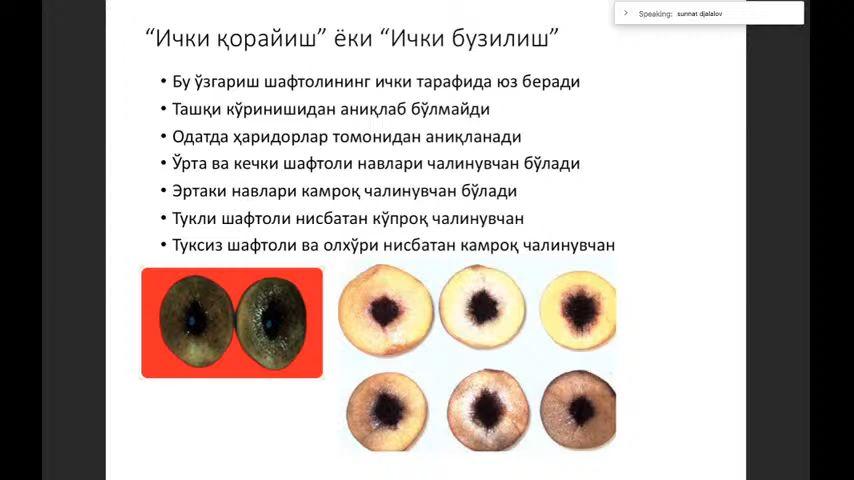 Speaking: sunnat djalalov
“Ички қорайиш” ёки “Ички бузилиш”
• Бу ўзгариш шафтолининг ички тарафида юз беради
• Ташқи кўринишидан аниқлаб бўлмайди
• Одатда ҳаридорлар томонидан аниқланади
• Ўрта ва кечки шафтоли навлари чалинувчан бўлади
• Эртаки навлари камроқ чалинувчан бўлади
• Тукли шафтоли нисбатан кўпроқ чалинувчан
• Туксиз шафтоли ва олхўри нисбатан камроқ чалинувчан